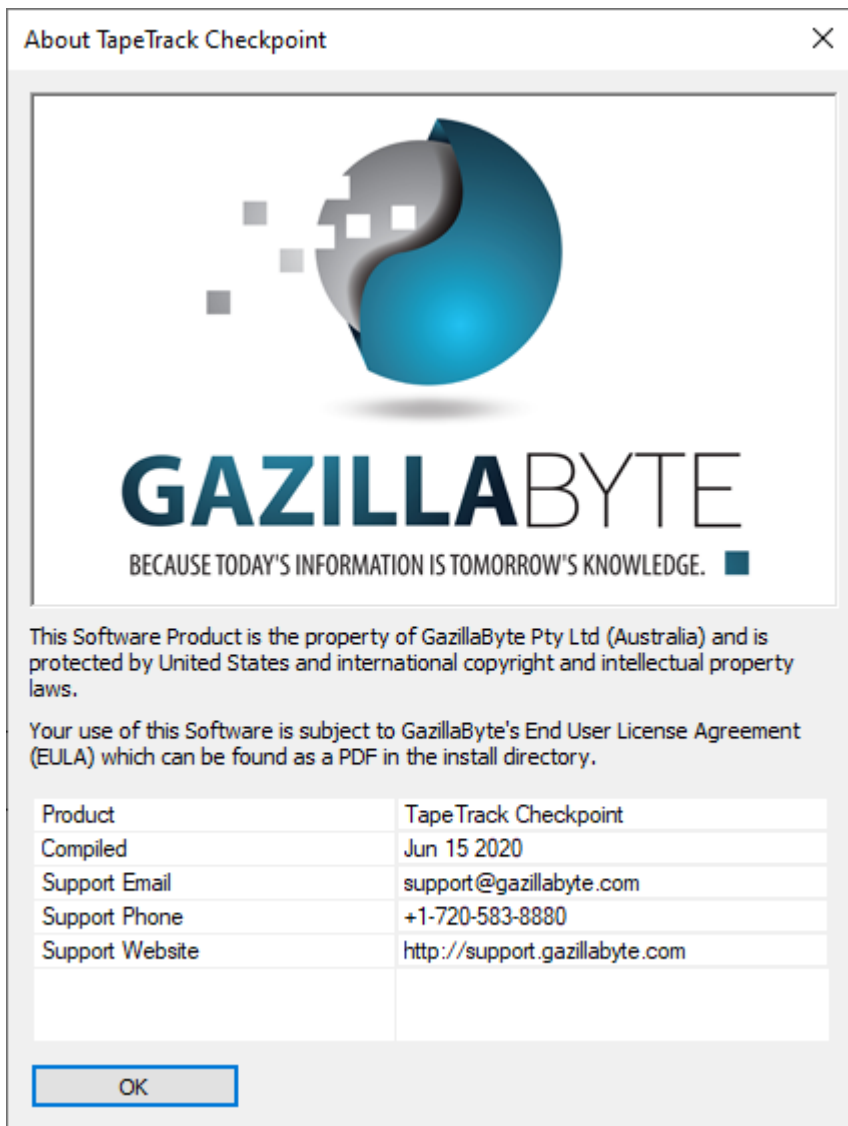 About TapeTrack Checkpoint
GAZILLABYTE
BECAUSE TODAY'S INFORMATION IS TOMORROW'S KNOWLEDGE.
This Software Product is the property of GazillaByte Pty Ltd (Australia) and is
protected by United States and international copyright and intellectual property
laws.
Your use of this Software is subject to GazillaByte's End User License Agreement
(EULA) which can be found as a PDF in the install directory.
Product TapeTrack Checkpoint
Compiled Jun 15 2020
Support Email support@gazillabyte.com
Support Phone +1-720-583-8880
Support Website http://support.gazillabyte.com
OK